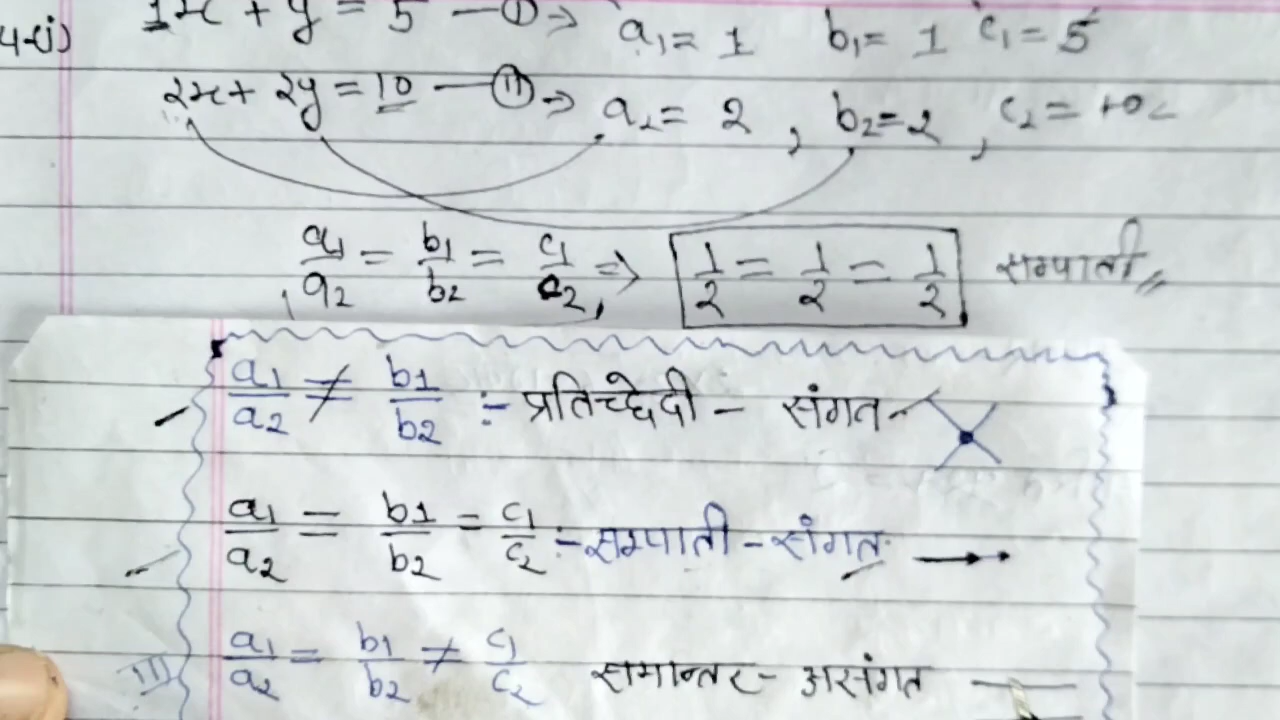 4-(i) 1x + y = 5 — (I) ⇒ a₁ = 1 b₁ = 1 c₁ = 5
2x + 2y = 10 — (II) ⇒ a₂ = 2 , b₂ = 2 , c₂ = 10
a₁/a₂ = b₁/b₂ = c₁/c₂, ⇒ 1/2 = 1/2 = 1/2 सम्पाती
a₁/a₂ ≠ b₁/b₂ :- प्रतिच्छेदी - संगत
a₁/a₂ = b₁/b₂ = c₁/c₂ :- सम्पाती - संगत
III a₁/a₂ = b₁/b₂ ≠ c₁/c₂ समान्तर - असंगत